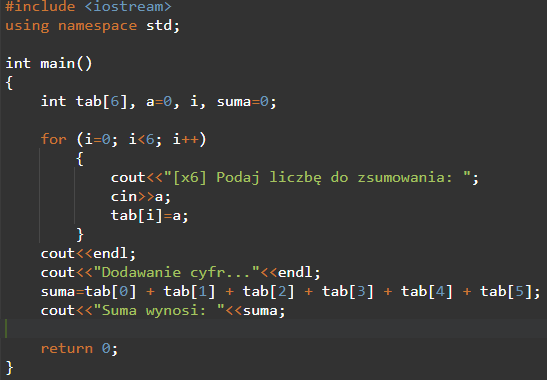 #include <iostream>
using namespace std;
int main()
{
int tab[6], a=0, i, suma=0;
for (i=0; i<6; i++)
{
cout<<"[x6] Podaj liczbę do zsumowania: ";
cin>>a;
tab[i]=a;
}
cout<<endl;
cout<<"Dodawanie cyfr..."<<endl;
suma=tab[0] + tab[1] + tab[2] + tab[3] + tab[4] + tab[5];
cout<<"Suma wynosi: "<<suma;
return 0;
}